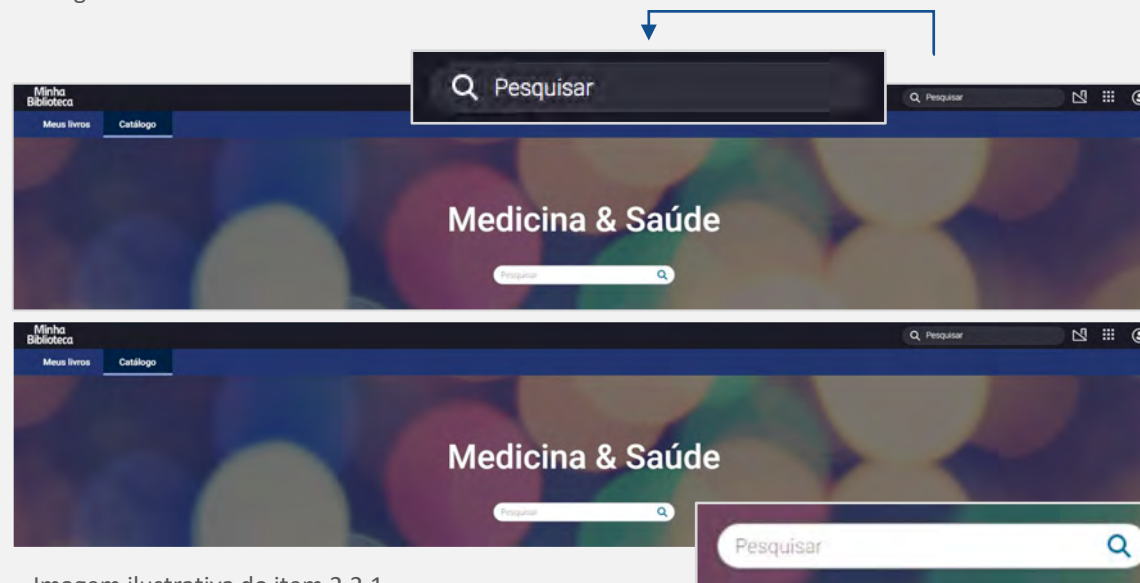 Pesquisar
Minha
Biblioteca
Pesquisar
Meus livros
Catálogo
Medicina & Saúde
Pesquisar
Minha
Biblioteca
Pesquisar
Meus livros
Catálogo
Medicina & Saúde
Pesquisar
Pesquisar